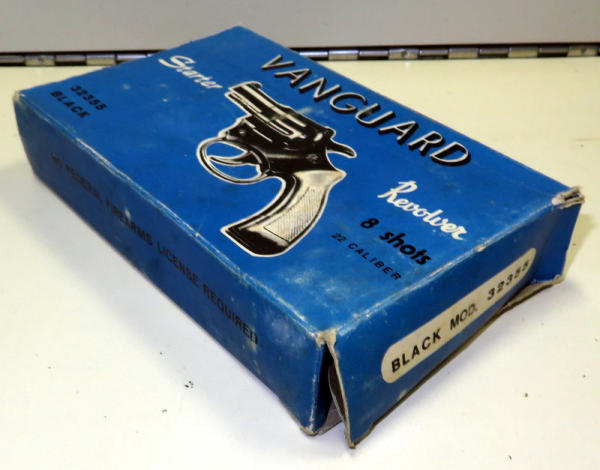 VANGUARD
Starter
32355
BLACK
Revolver
8 shots
22 CALIBER
NO FEDERAL FIREARMS LICENSE REQUIRED
BLACK MOD. 32355